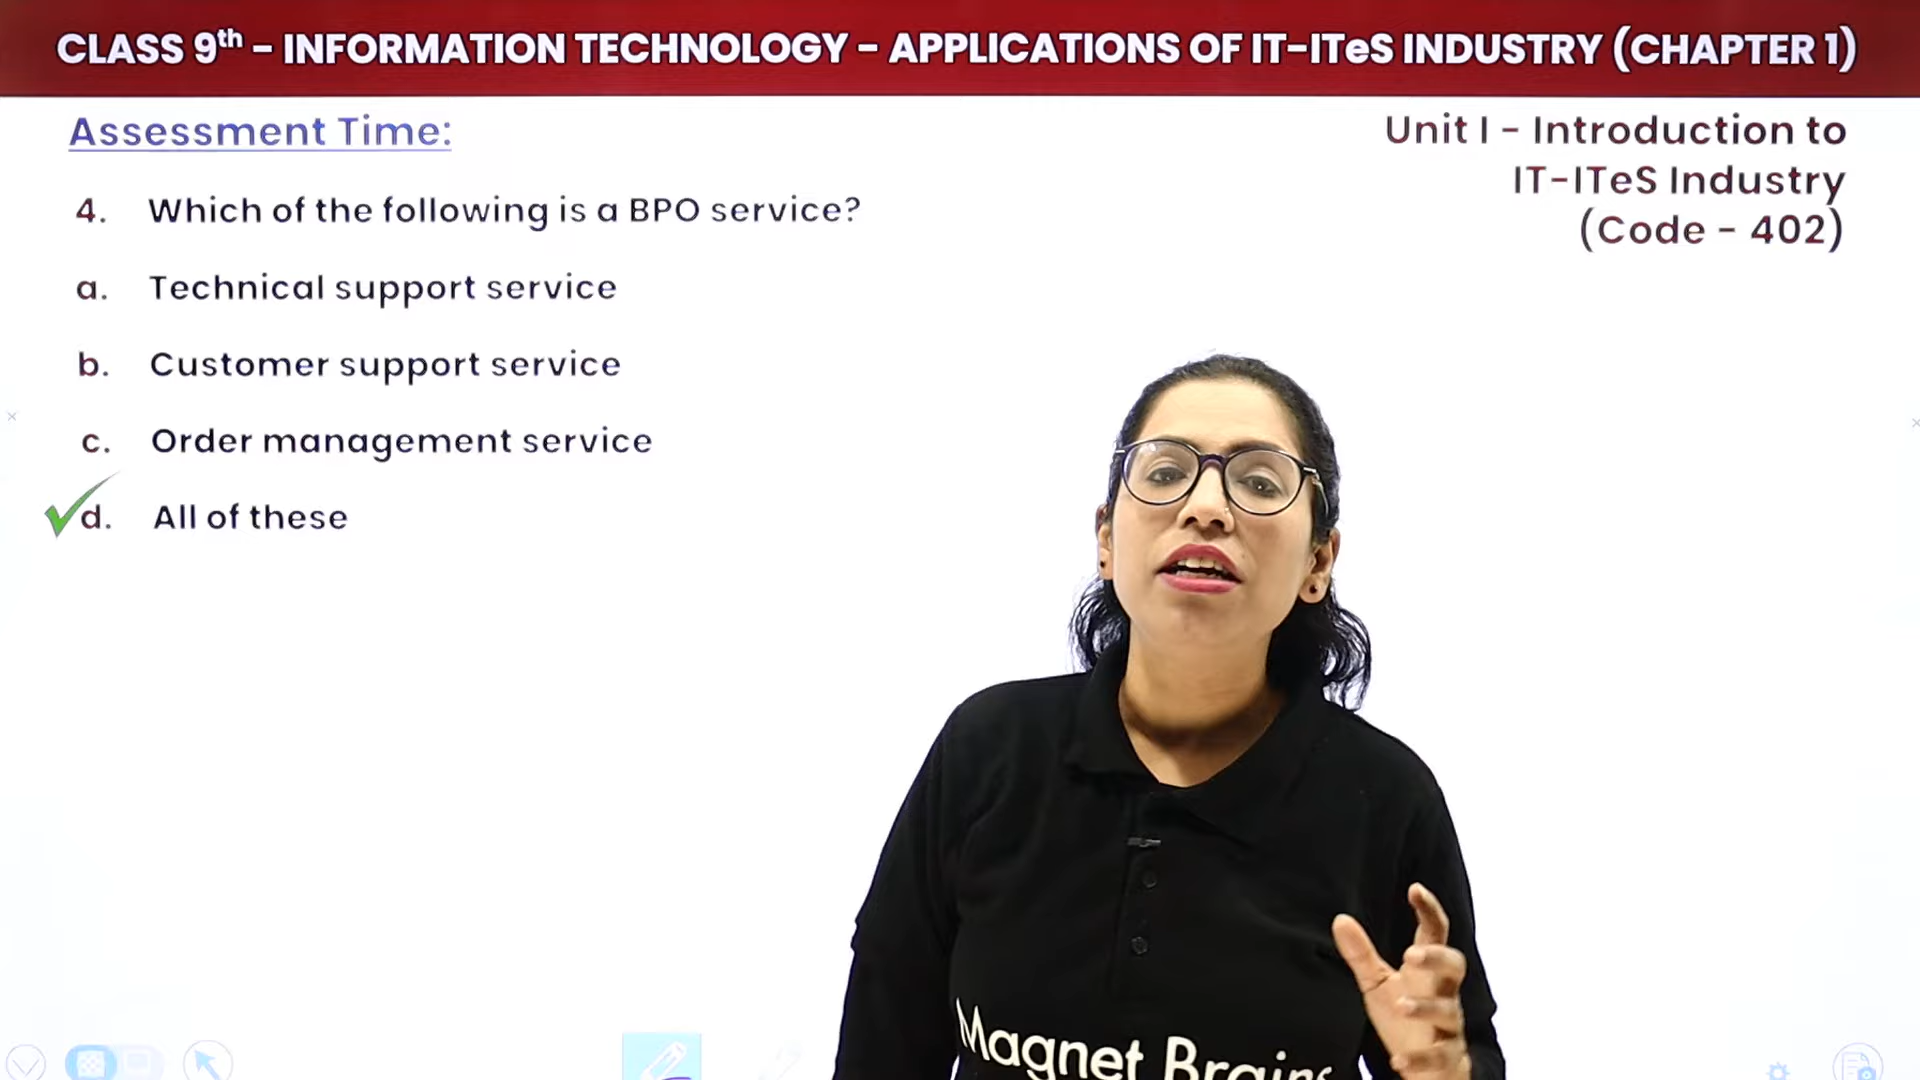 CLASS 9th – INFORMATION TECHNOLOGY – APPLICATIONS OF IT-ITeS INDUSTRY (CHAPTER 1)
Assessment Time:
Unit I – Introduction to
IT-ITeS Industry
(Code – 402)
4. Which of the following is a BPO service?
a. Technical support service
b. Customer support service
c. Order management service
d. All of these
Magnet Brains